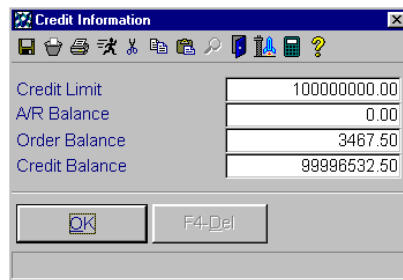 Credit Information
Credit Limit 100000000.00
A/R Balance 0.00
Order Balance 3467.50
Credit Balance 99996532.50
OK F4-Del